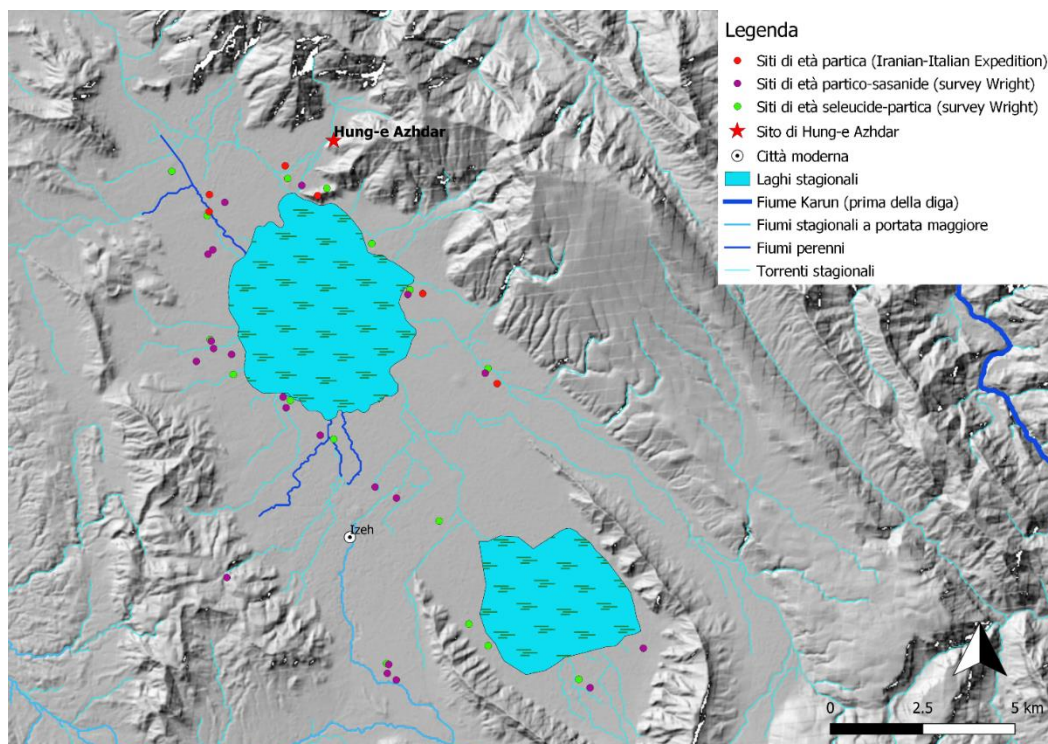 Legenda
Siti di età partica (Iranian-Italian Expedition)
Siti di età partico-sasanide (survey Wright)
Siti di età seleucide-partica (survey Wright)
Sito di Hung-e Azhdar
Città moderna
Laghi stagionali
Fiume Karun (prima della diga)
Fiumi stagionali a portata maggiore
Fiumi perenni
Torrenti stagionali
Hung-e Azhdar
Izeh
0 2.5 5 km